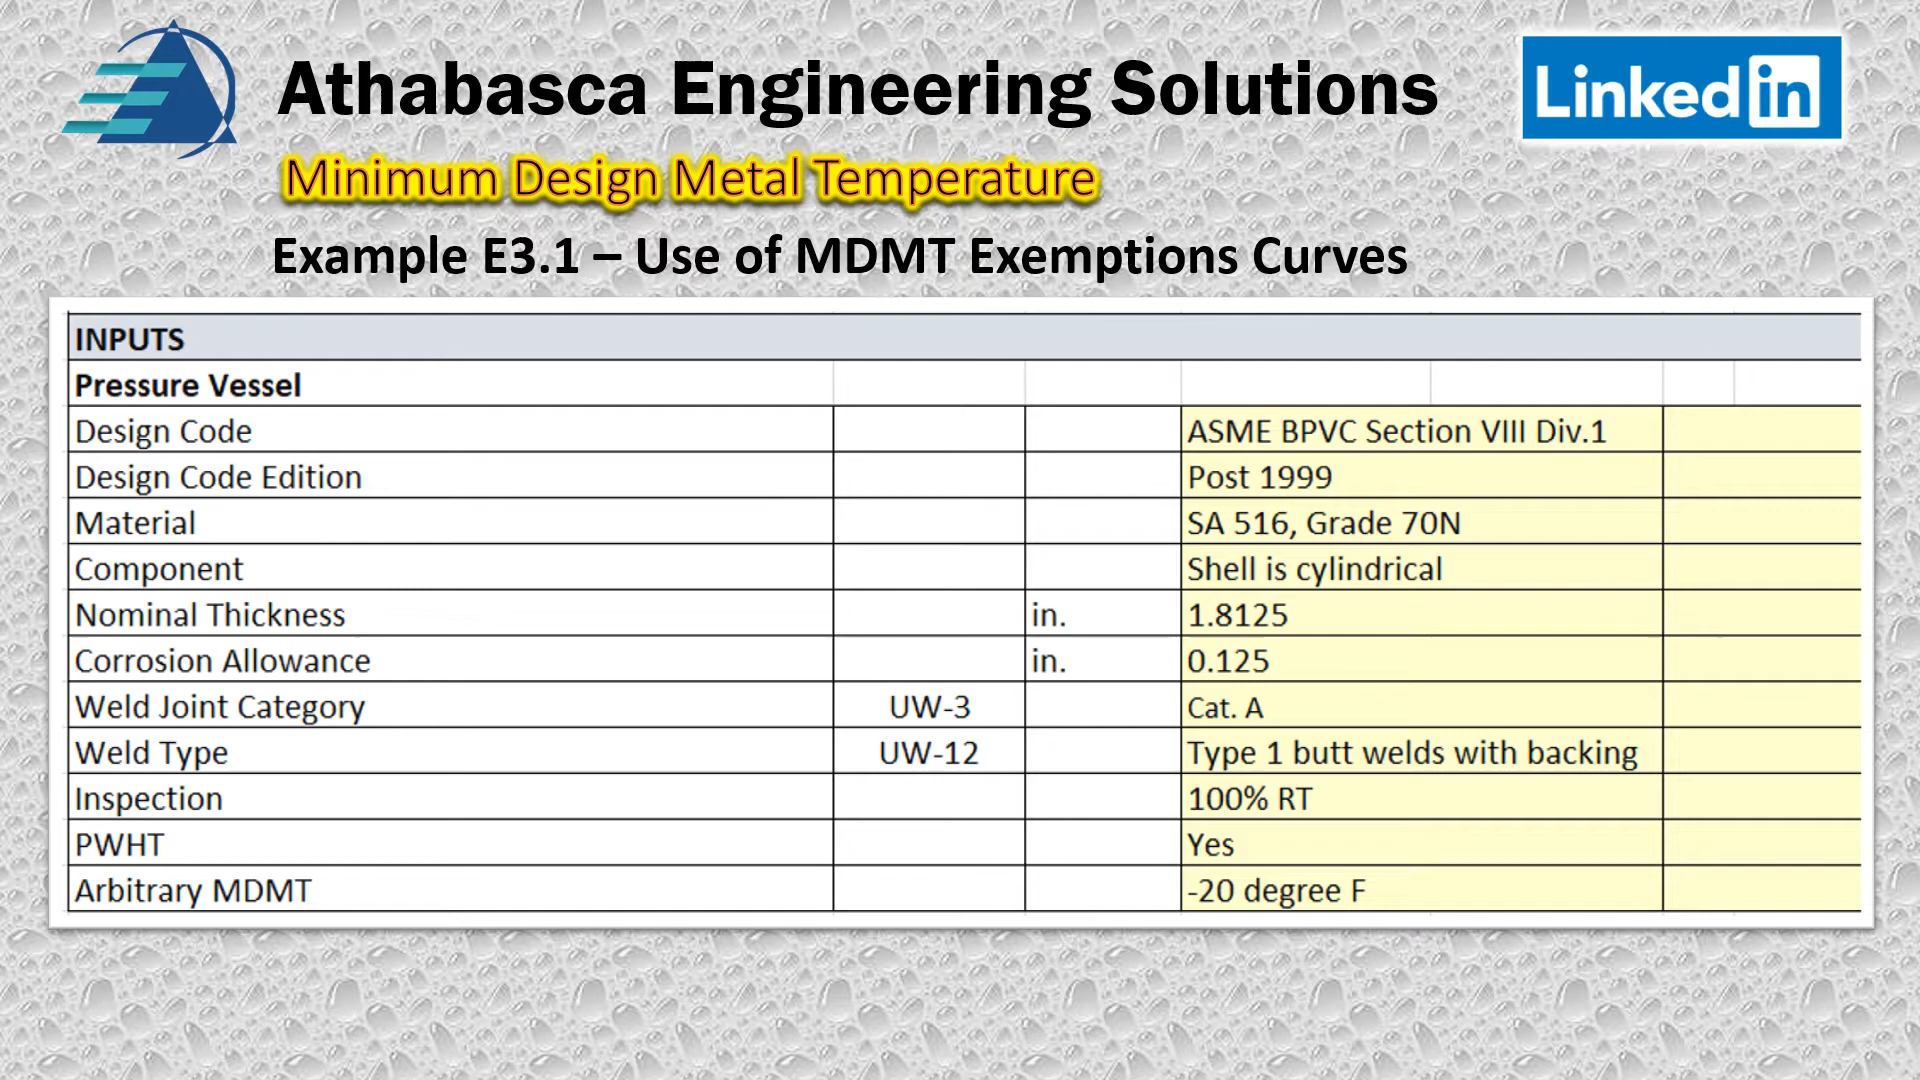 Athabasca Engineering Solutions
Linked in
Minimum Design Metal Temperature
Example E3.1 – Use of MDMT Exemptions Curves
INPUTS
Pressure Vessel
Design Code ASME BPVC Section VIII Div.1
Design Code Edition Post 1999
Material SA 516, Grade 70N
Component Shell is cylindrical
Nominal Thickness in. 1.8125
Corrosion Allowance in. 0.125
Weld Joint Category UW-3 Cat. A
Weld Type UW-12 Type 1 butt welds with backing
Inspection 100% RT
PWHT Yes
Arbitrary MDMT -20 degree F